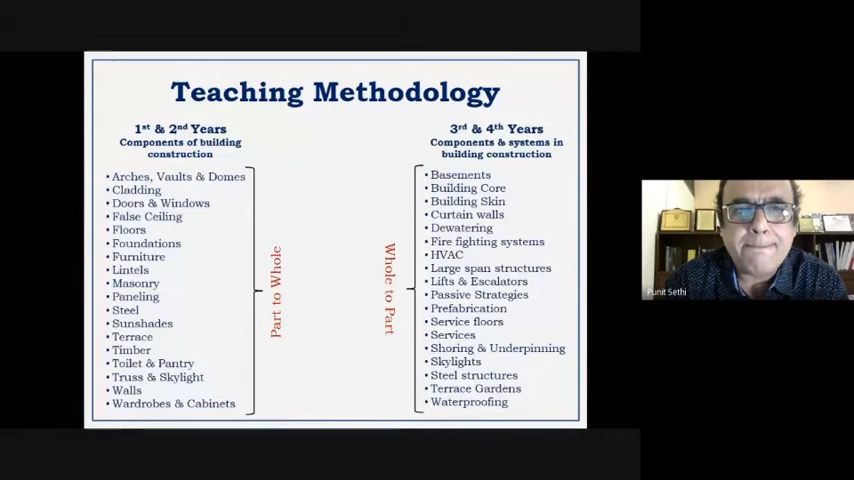 Teaching Methodology
1st & 2nd Years
Components of building
construction
• Arches, Vaults & Domes
• Cladding
• Doors & Windows
• False Ceiling
• Floors
• Foundations
• Furniture
• Lintels
• Masonry
• Paneling
• Steel
• Sunshades
• Terrace
• Timber
• Toilet & Pantry
• Truss & Skylight
• Walls
• Wardrobes & Cabinets
Part to Whole
Whole to Part
3rd & 4th Years
Components & systems in
building construction
• Basements
• Building Core
• Building Skin
• Curtain walls
• Dewatering
• Fire fighting systems
• HVAC
• Large span structures
• Lifts & Escalators
• Passive Strategies
• Prefabrication
• Service floors
• Services
• Shoring & Underpinning
• Skylights
• Steel structures
• Terrace Gardens
• Waterproofing
Punit Sethi